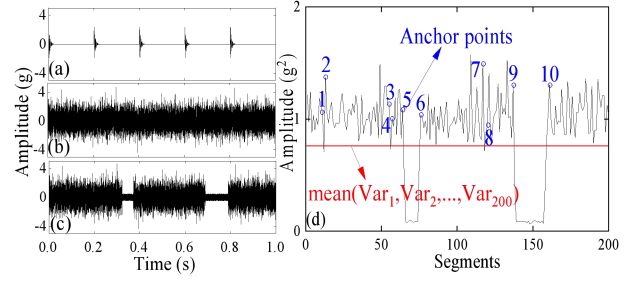 4
0
-4
(a)
4
0
-4
(b)
4
0
-4
(c)
Amplitude (g)
0.0 0.2 0.4 0.6 0.8 1.0
Time (s)
2
1
0
Amplitude (g²)
Anchor points
1 2 3 4 5 6 7 8 9 10
mean(Var₁,Var₂,...,Var₂₀₀)
(d)
0 50 100 150 200
Segments